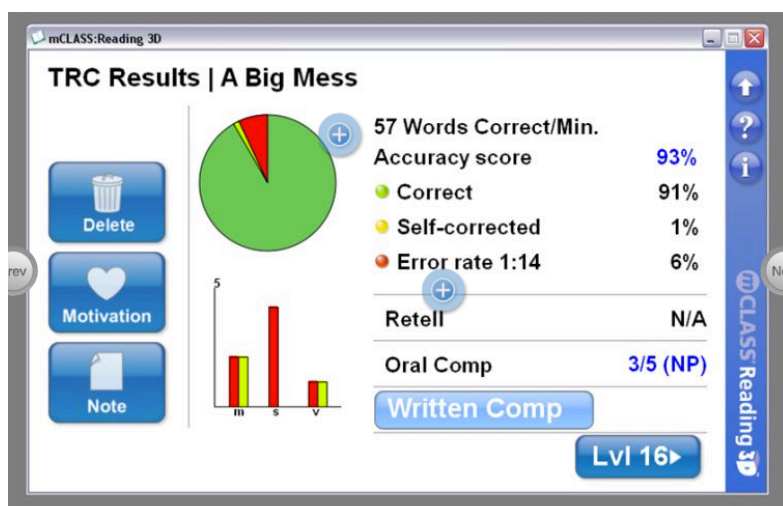 mCLASS:Reading 3D
TRC Results | A Big Mess
57 Words Correct/Min.
Accuracy score 93%
Correct 91%
Self-corrected 1%
Error rate 1:14 6%
Retell N/A
Oral Comp 3/5 (NP)
Written Comp
Lvl 16
Delete
Motivation
Note
5
m s v
?
i
mCLASS Reading 3D
rev